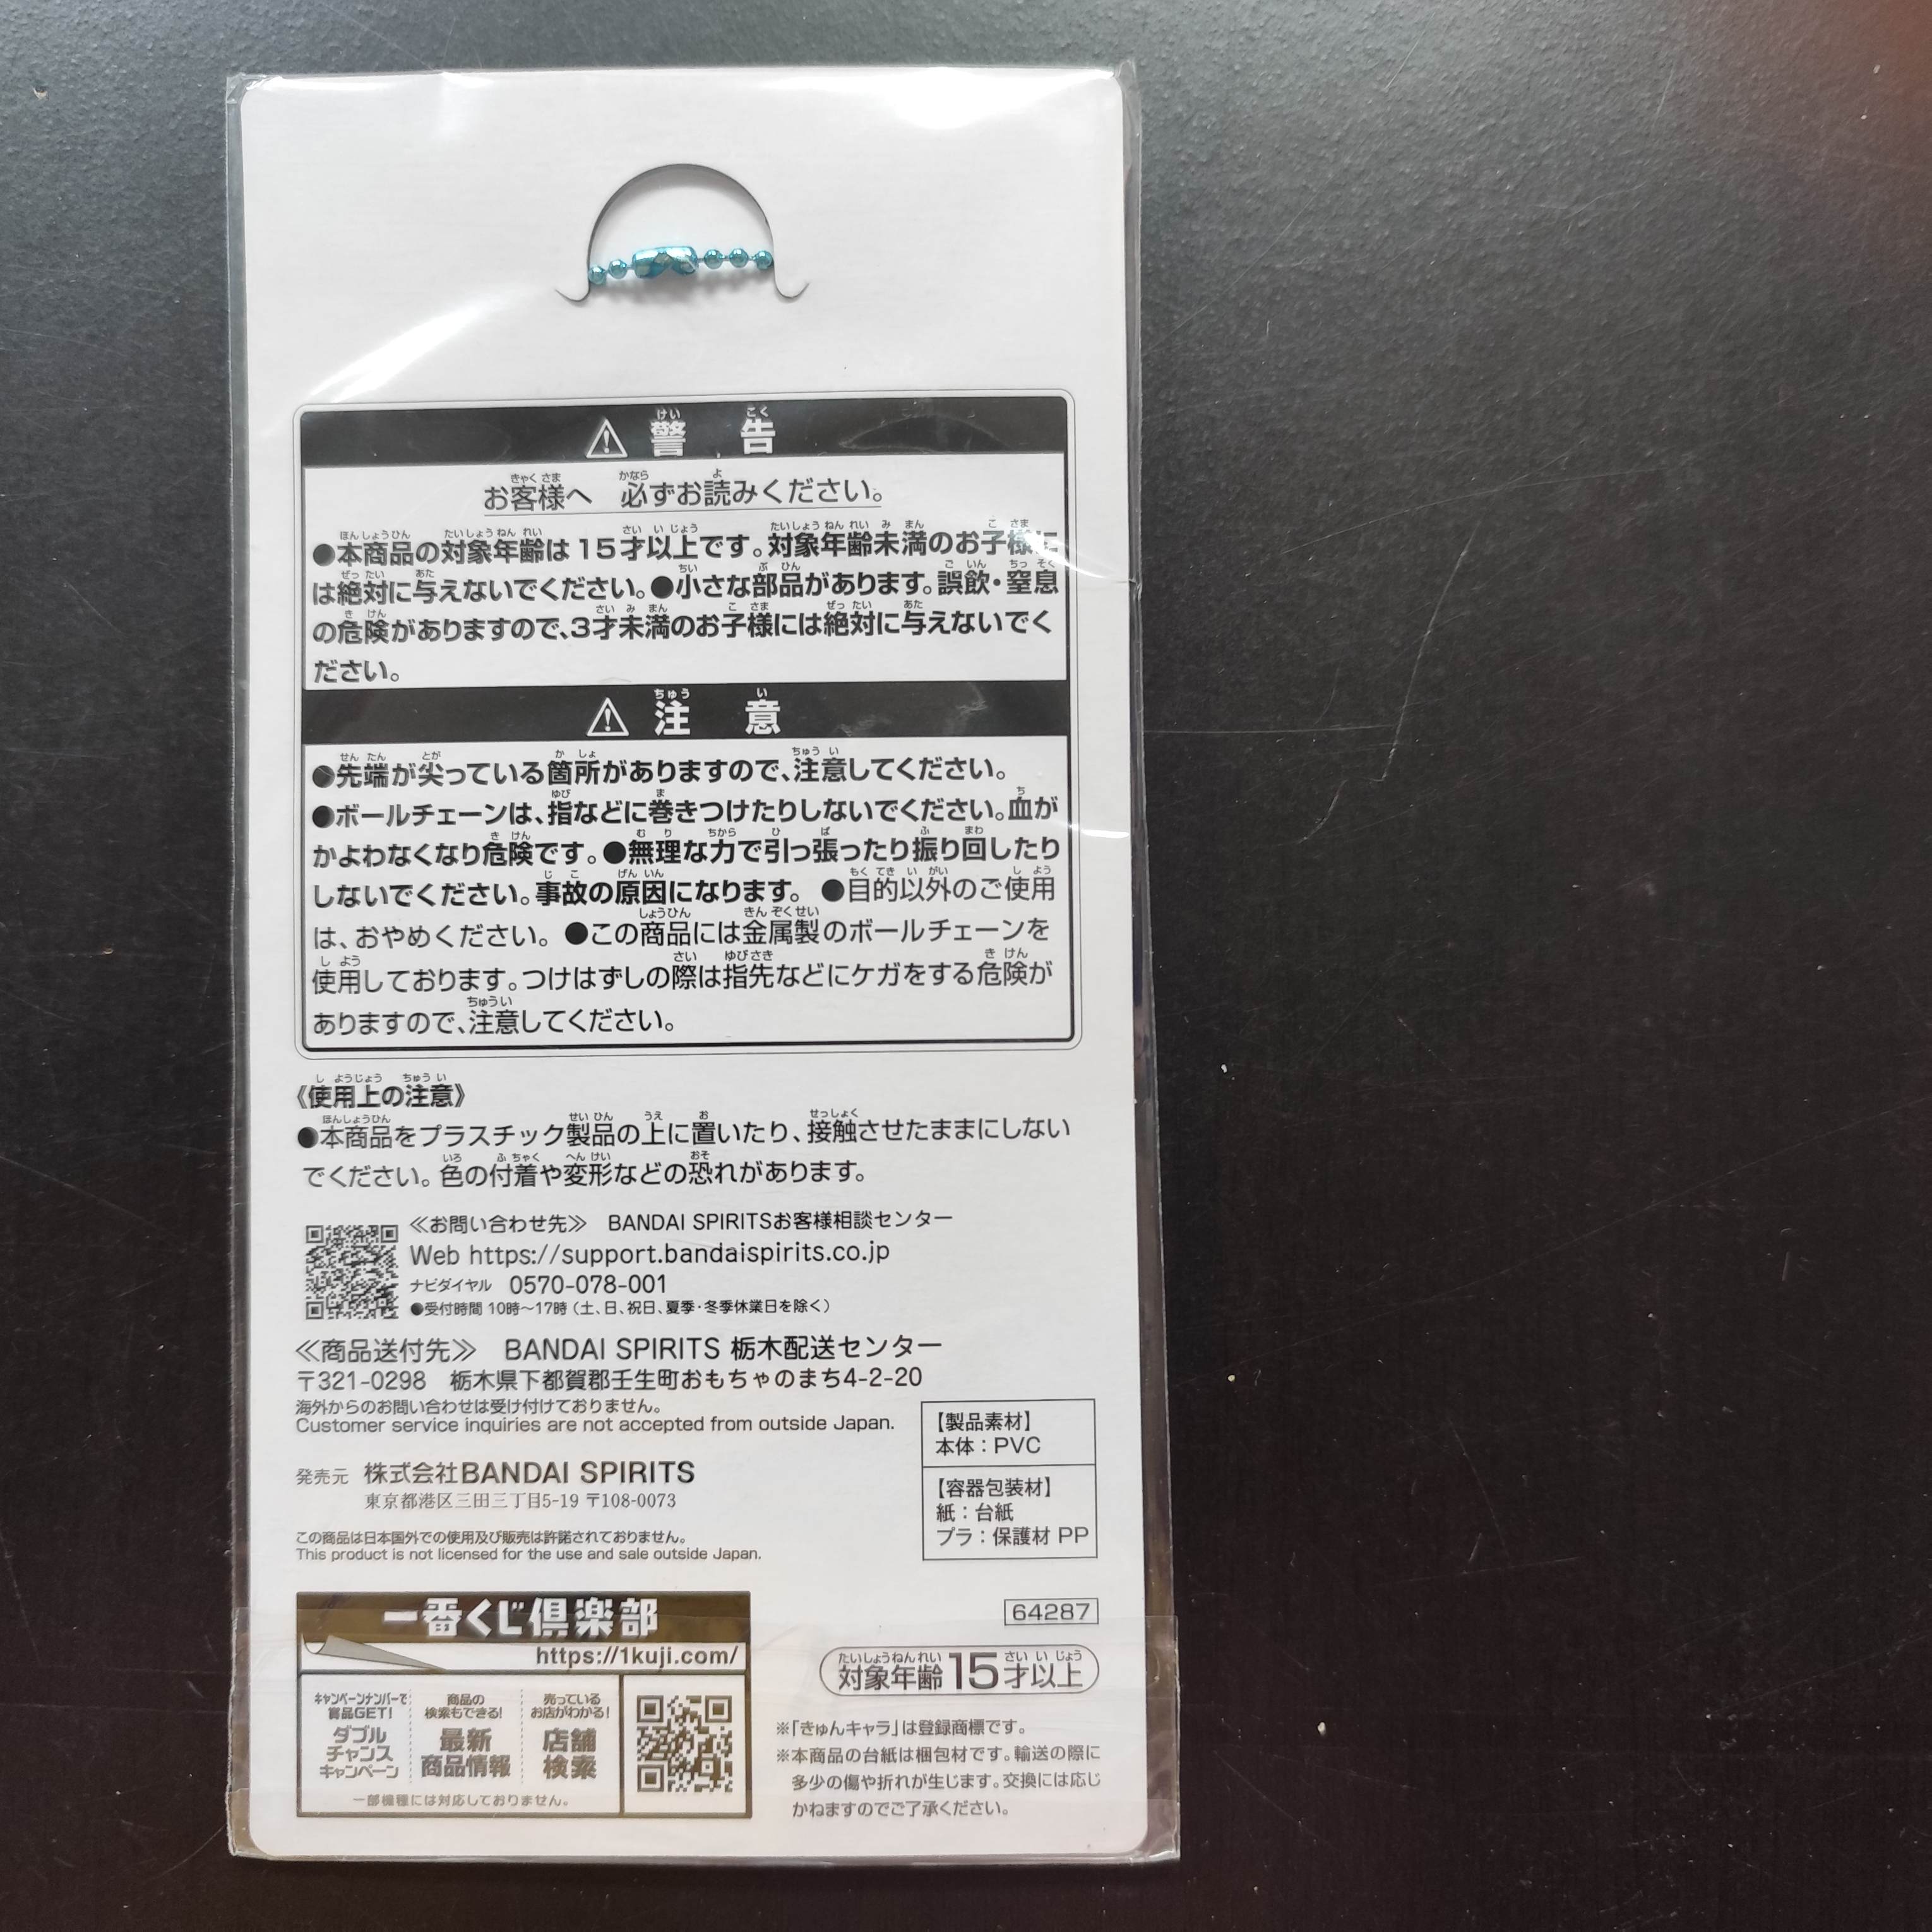 警告
お客様へ 必ずお読みください。
●本商品の対象年齢は15才以上です。対象年齢未満のお子様に
は絶対に与えないでください。●小さな部品があります。誤飲・窒息
の危険がありますので、3才未満のお子様には絶対に与えないでく
ださい。
注意
●先端が尖っている箇所がありますので、注意してください。
●ボールチェーンは、指などに巻きつけたりしないでください。血が
かよわなくなり危険です。●無理な力で引っ張ったり振り回したり
しないでください。事故の原因になります。●目的以外のご使用
は、おやめください。●この商品には金属製のボールチェーンを
使用しております。つけはずしの際は指先などにケガをする危険が
ありますので、注意してください。
《使用上の注意》
●本商品をプラスチック製品の上に置いたり、接触させたままにしない
でください。色の付着や変形などの恐れがあります。
≪お問い合わせ先≫ BANDAI SPIRITSお客様相談センター
Web https://support.bandaispirits.co.jp
ナビダイヤル 0570-078-001
●受付時間 10時～17時(土、日、祝日、夏季・冬季休業日を除く)
≪商品送付先≫ BANDAI SPIRITS 栃木配送センター
〒321-0298 栃木県下都賀郡壬生町おもちゃのまち4-2-20
海外からのお問い合わせは受け付けておりません。
Customer service inquiries are not accepted from outside Japan.
【製品素材】
本体：PVC
【容器包装材】
紙：台紙
プラ：保護材 PP
発売元 株式会社BANDAI SPIRITS
東京都港区三田三丁目5-19 〒108-0073
この商品は日本国外での使用及び販売は許諾されておりません。
This product is not licensed for the use and sale outside Japan.
一番くじ倶楽部
https://1kuji.com/
キャンペーンナンバーで
賞品GET!
ダブル
チャンス
キャンペーン
商品の
検索もできる!
最新
商品情報
売っている
お店がわかる!
店舗
検索
一部機種には対応しておりません。
64287
対象年齢15才以上
※「きゅんキャラ」は登録商標です。
※本商品の台紙は梱包材です。輸送の際に
多少の傷や折れが生じます。交換には応じ
かねますのでご了承ください。